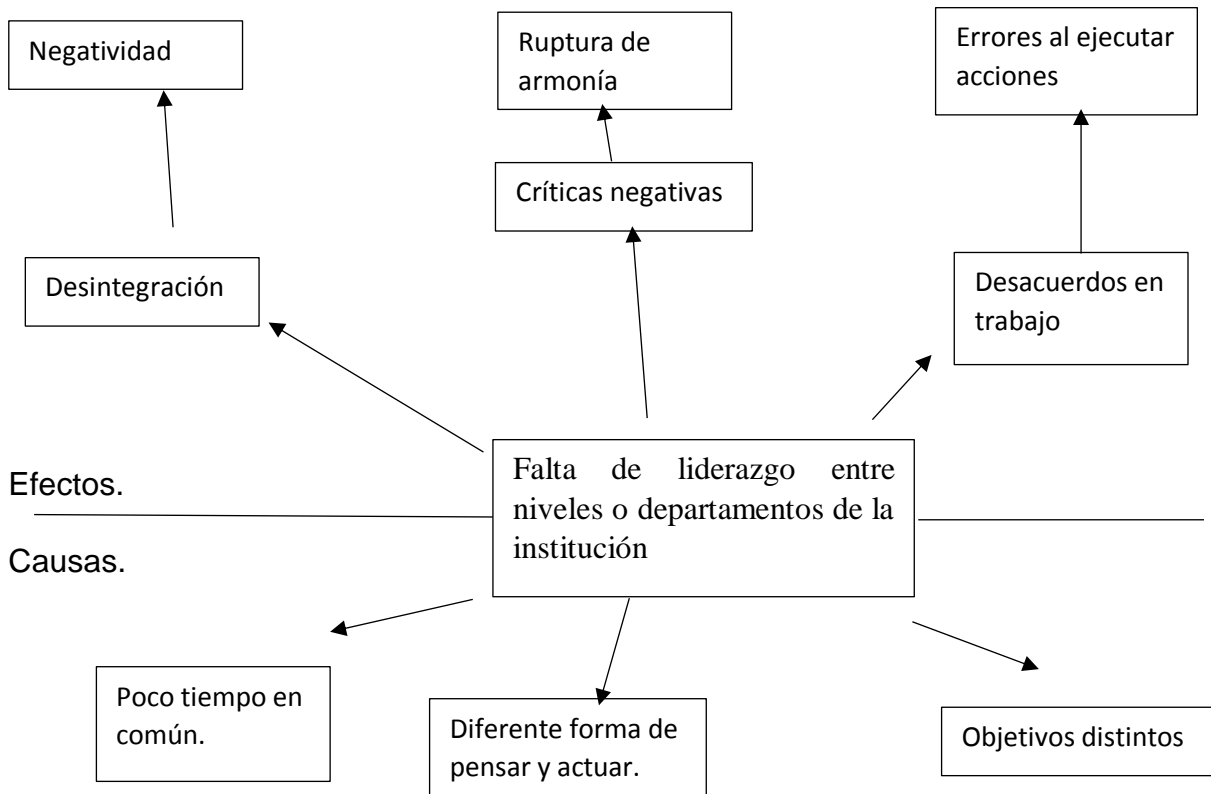 Negatividad
Ruptura de
armonía
Errores al ejecutar
acciones
Críticas negativas
Desintegración
Desacuerdos en
trabajo
Falta de liderazgo entre
niveles o departamentos de la
institución
Efectos.
Causas.
Poco tiempo en
común.
Diferente forma de
pensar y actuar.
Objetivos distintos